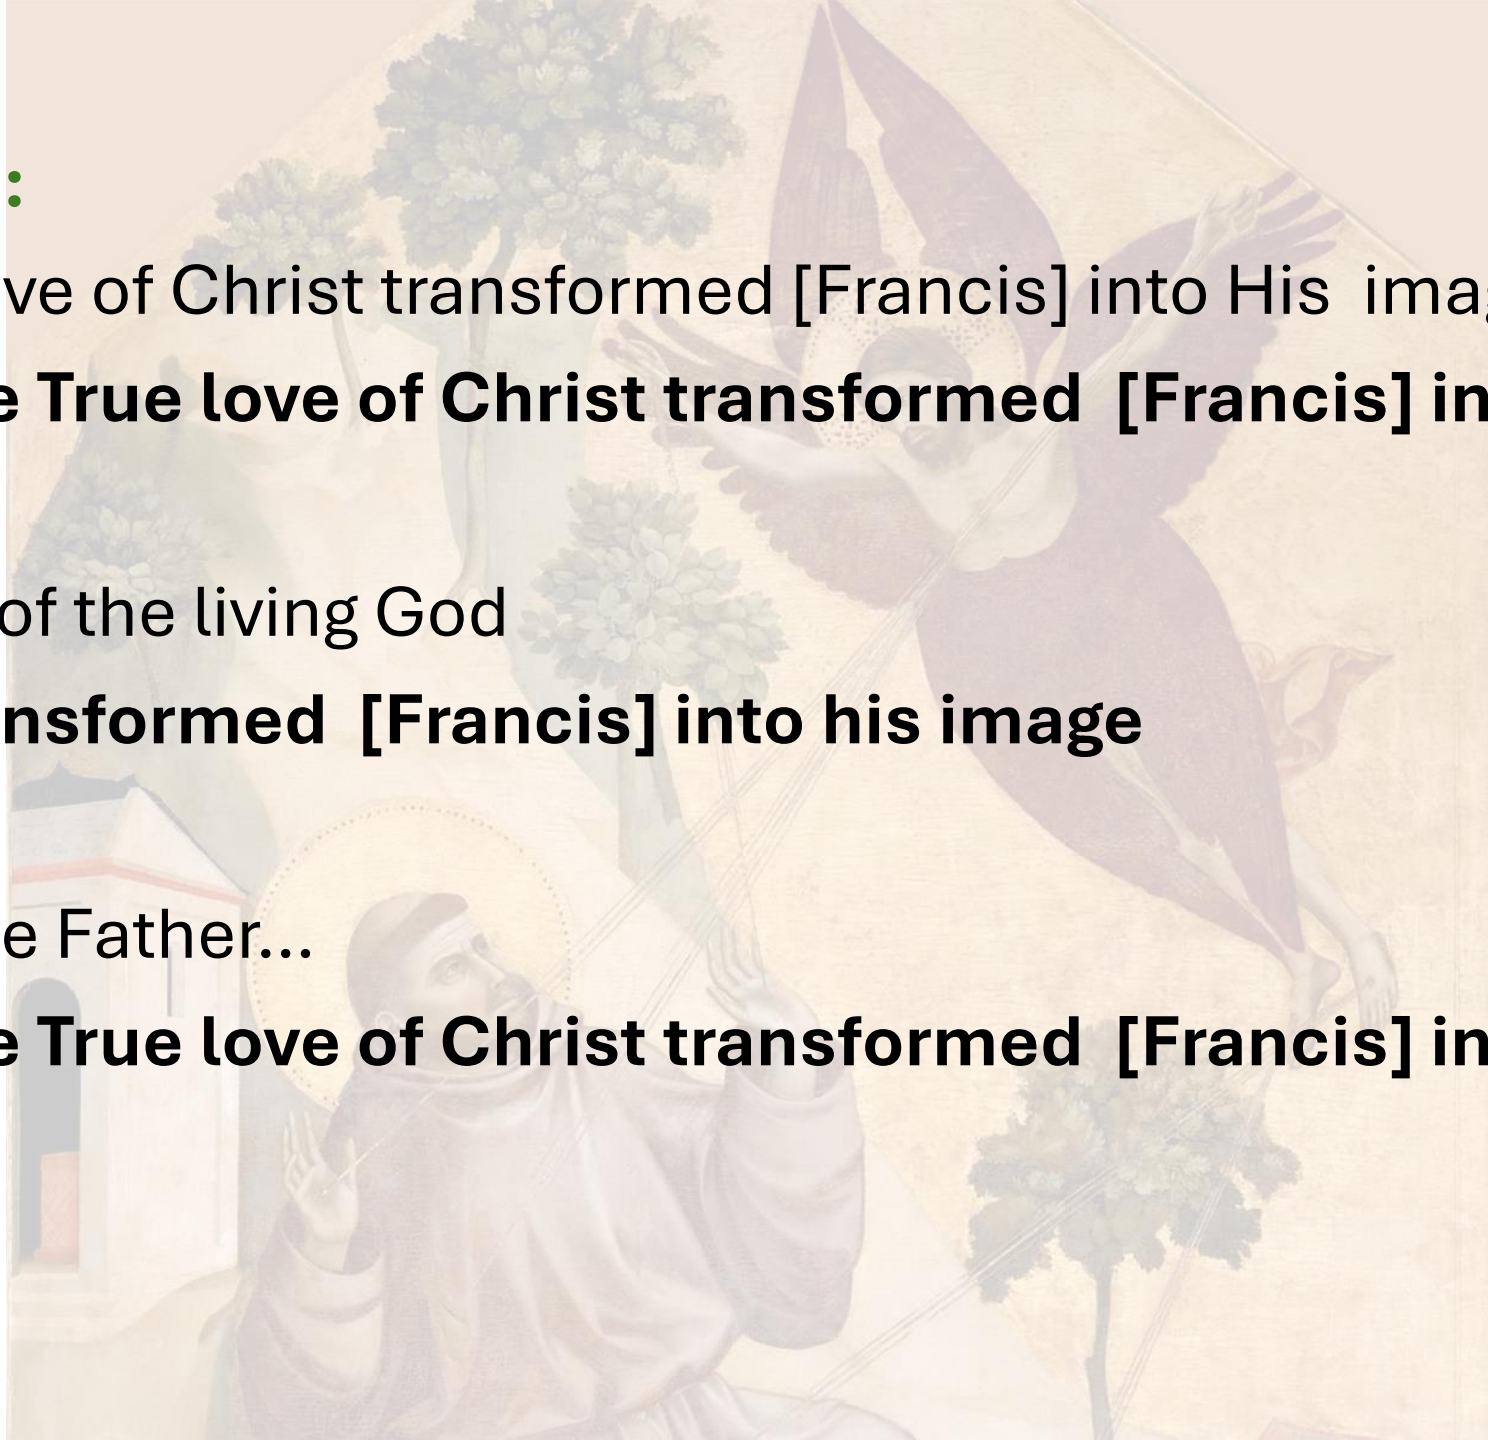 :
ve of Christ transformed [Francis] into His  ima
e True love of Christ transformed  [Francis] in
of the living God
nsformed  [Francis] into his image
e Father...
e True love of Christ transformed  [Francis] in